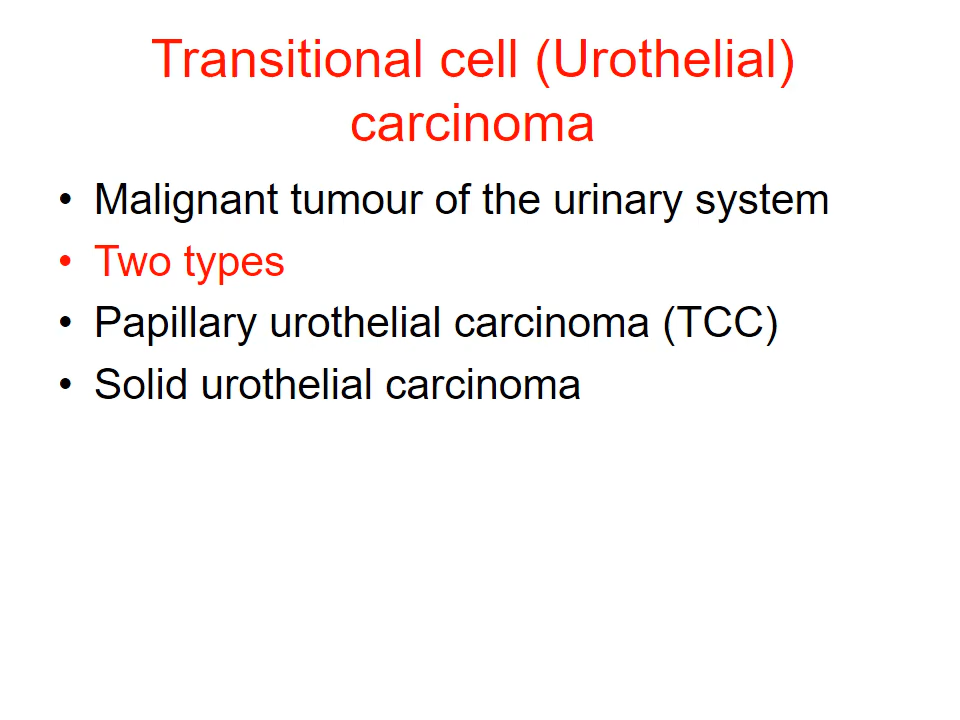 Transitional cell (Urothelial)
carcinoma
• Malignant tumour of the urinary system
• Two types
• Papillary urothelial carcinoma (TCC)
• Solid urothelial carcinoma